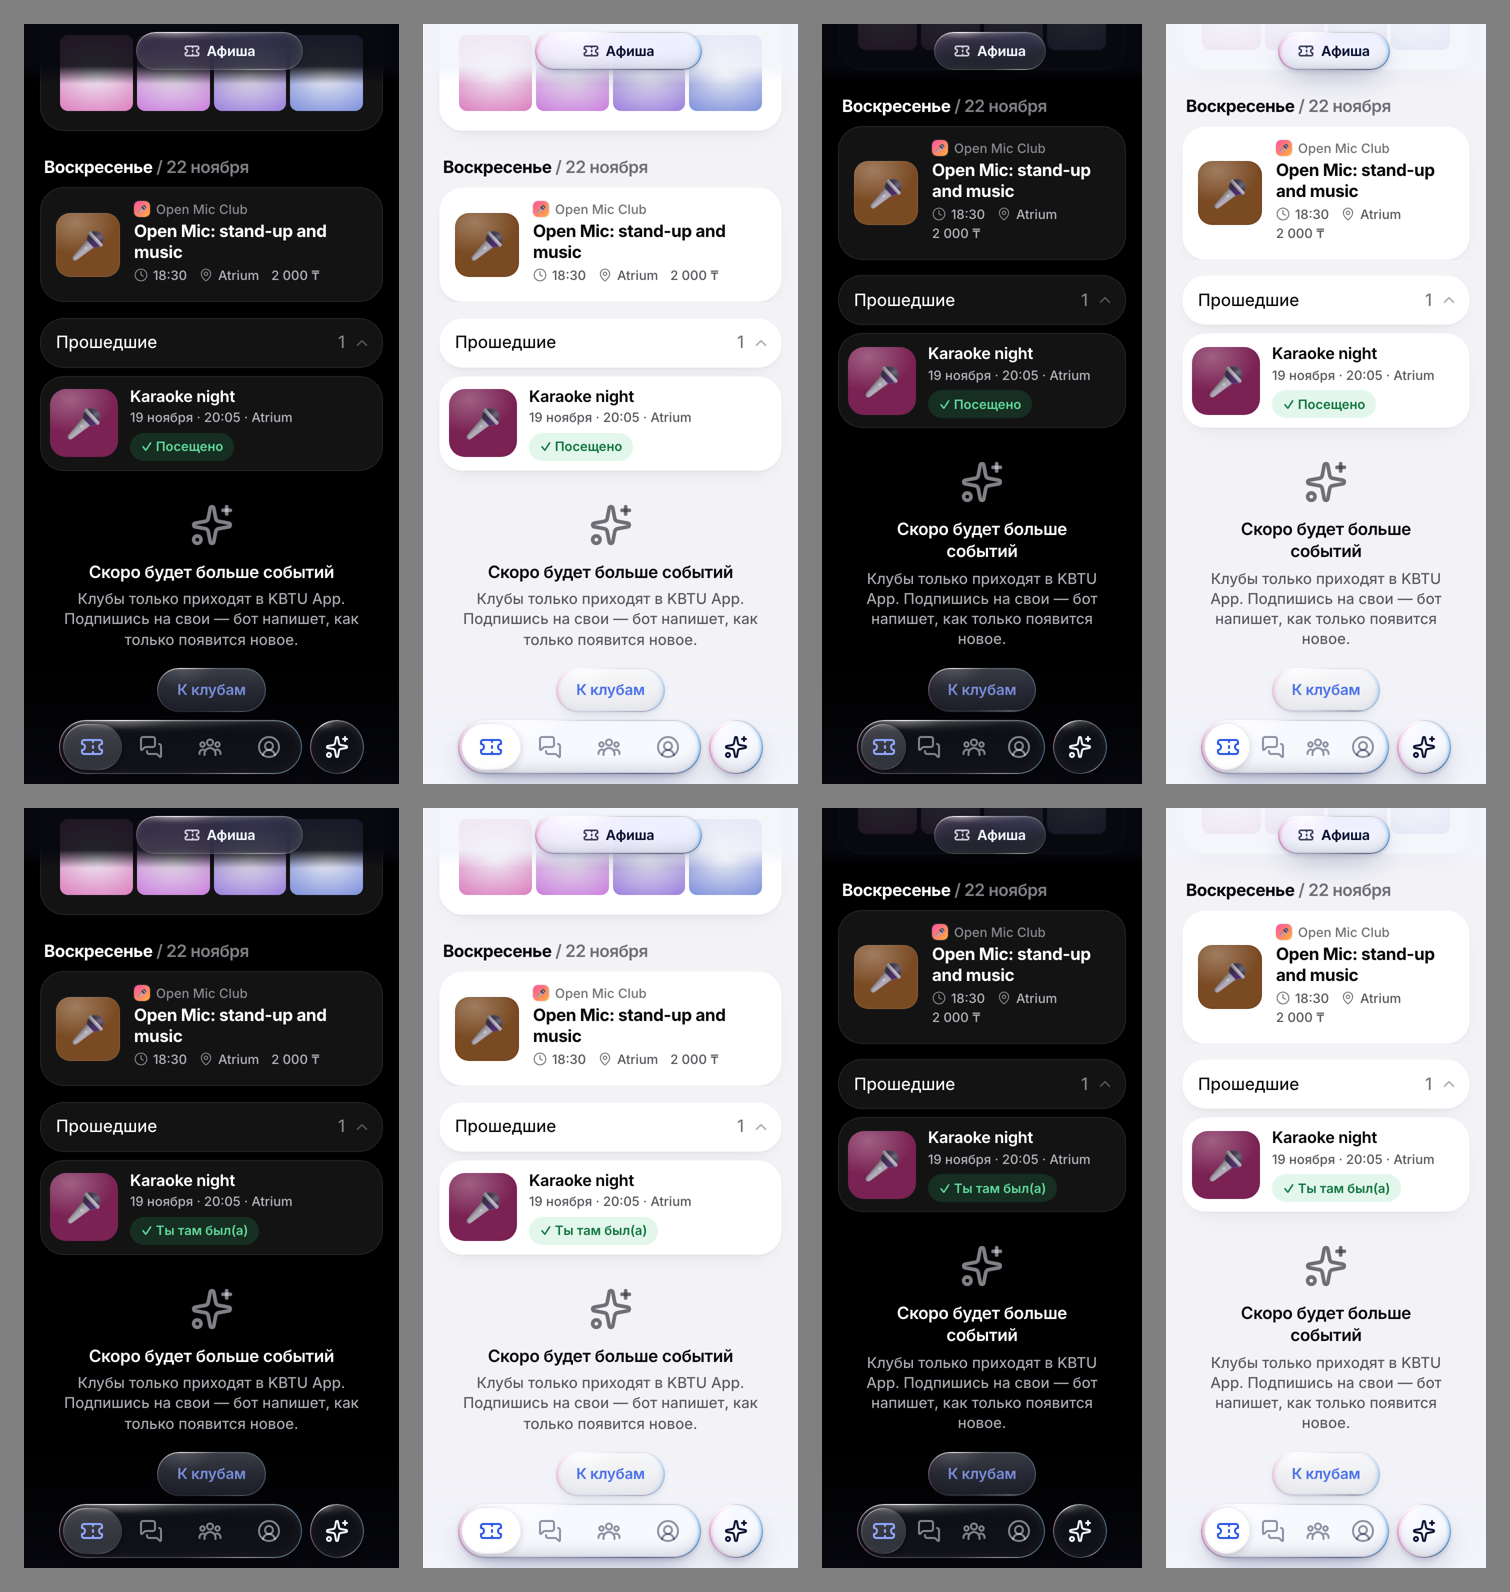 Афиша
Воскресенье / 22 ноября
Open Mic Club
Open Mic: stand-up and
music
18:30 Atrium 2 000 ₸
Прошедшие 1
Karaoke night
19 ноября · 20:05 · Atrium
✓ Посещено
Скоро будет больше событий
Клубы только приходят в KBTU App.
Подпишись на свои — бот напишет, как
только появится новое.
К клубам
Афиша
Воскресенье / 22 ноября
Open Mic Club
Open Mic: stand-up and
music
18:30 Atrium 2 000 ₸
Прошедшие 1
Karaoke night
19 ноября · 20:05 · Atrium
✓ Посещено
Скоро будет больше событий
Клубы только приходят в KBTU App.
Подпишись на свои — бот напишет, как
только появится новое.
К клубам
Афиша
Воскресенье / 22 ноября
Open Mic Club
Open Mic: stand-up
and music
18:30 Atrium
2 000 ₸
Прошедшие 1
Karaoke night
19 ноября · 20:05 · Atrium
✓ Посещено
Скоро будет больше
событий
Клубы только приходят в KBTU
App. Подпишись на свои — бот
напишет, как только появится
новое.
К клубам
Афиша
Воскресенье / 22 ноября
Open Mic Club
Open Mic: stand-up
and music
18:30 Atrium
2 000 ₸
Прошедшие 1
Karaoke night
19 ноября · 20:05 · Atrium
✓ Посещено
Скоро будет больше
событий
Клубы только приходят в KBTU
App. Подпишись на свои — бот
напишет, как только появится
новое.
К клубам
Афиша
Воскресенье / 22 ноября
Open Mic Club
Open Mic: stand-up and
music
18:30 Atrium 2 000 ₸
Прошедшие 1
Karaoke night
19 ноября · 20:05 · Atrium
✓ Ты там был(а)
Скоро будет больше событий
Клубы только приходят в KBTU App.
Подпишись на свои — бот напишет, как
только появится новое.
К клубам
Афиша
Воскресенье / 22 ноября
Open Mic Club
Open Mic: stand-up and
music
18:30 Atrium 2 000 ₸
Прошедшие 1
Karaoke night
19 ноября · 20:05 · Atrium
✓ Ты там был(а)
Скоро будет больше событий
Клубы только приходят в KBTU App.
Подпишись на свои — бот напишет, как
только появится новое.
К клубам
Афиша
Воскресенье / 22 ноября
Open Mic Club
Open Mic: stand-up
and music
18:30 Atrium
2 000 ₸
Прошедшие 1
Karaoke night
19 ноября · 20:05 · Atrium
✓ Ты там был(а)
Скоро будет больше
событий
Клубы только приходят в KBTU
App. Подпишись на свои — бот
напишет, как только появится
новое.
К клубам
Афиша
Воскресенье / 22 ноября
Open Mic Club
Open Mic: stand-up
and music
18:30 Atrium
2 000 ₸
Прошедшие 1
Karaoke night
19 ноября · 20:05 · Atrium
✓ Ты там был(а)
Скоро будет больше
событий
Клубы только приходят в KBTU
App. Подпишись на свои — бот
напишет, как только появится
новое.
К клубам